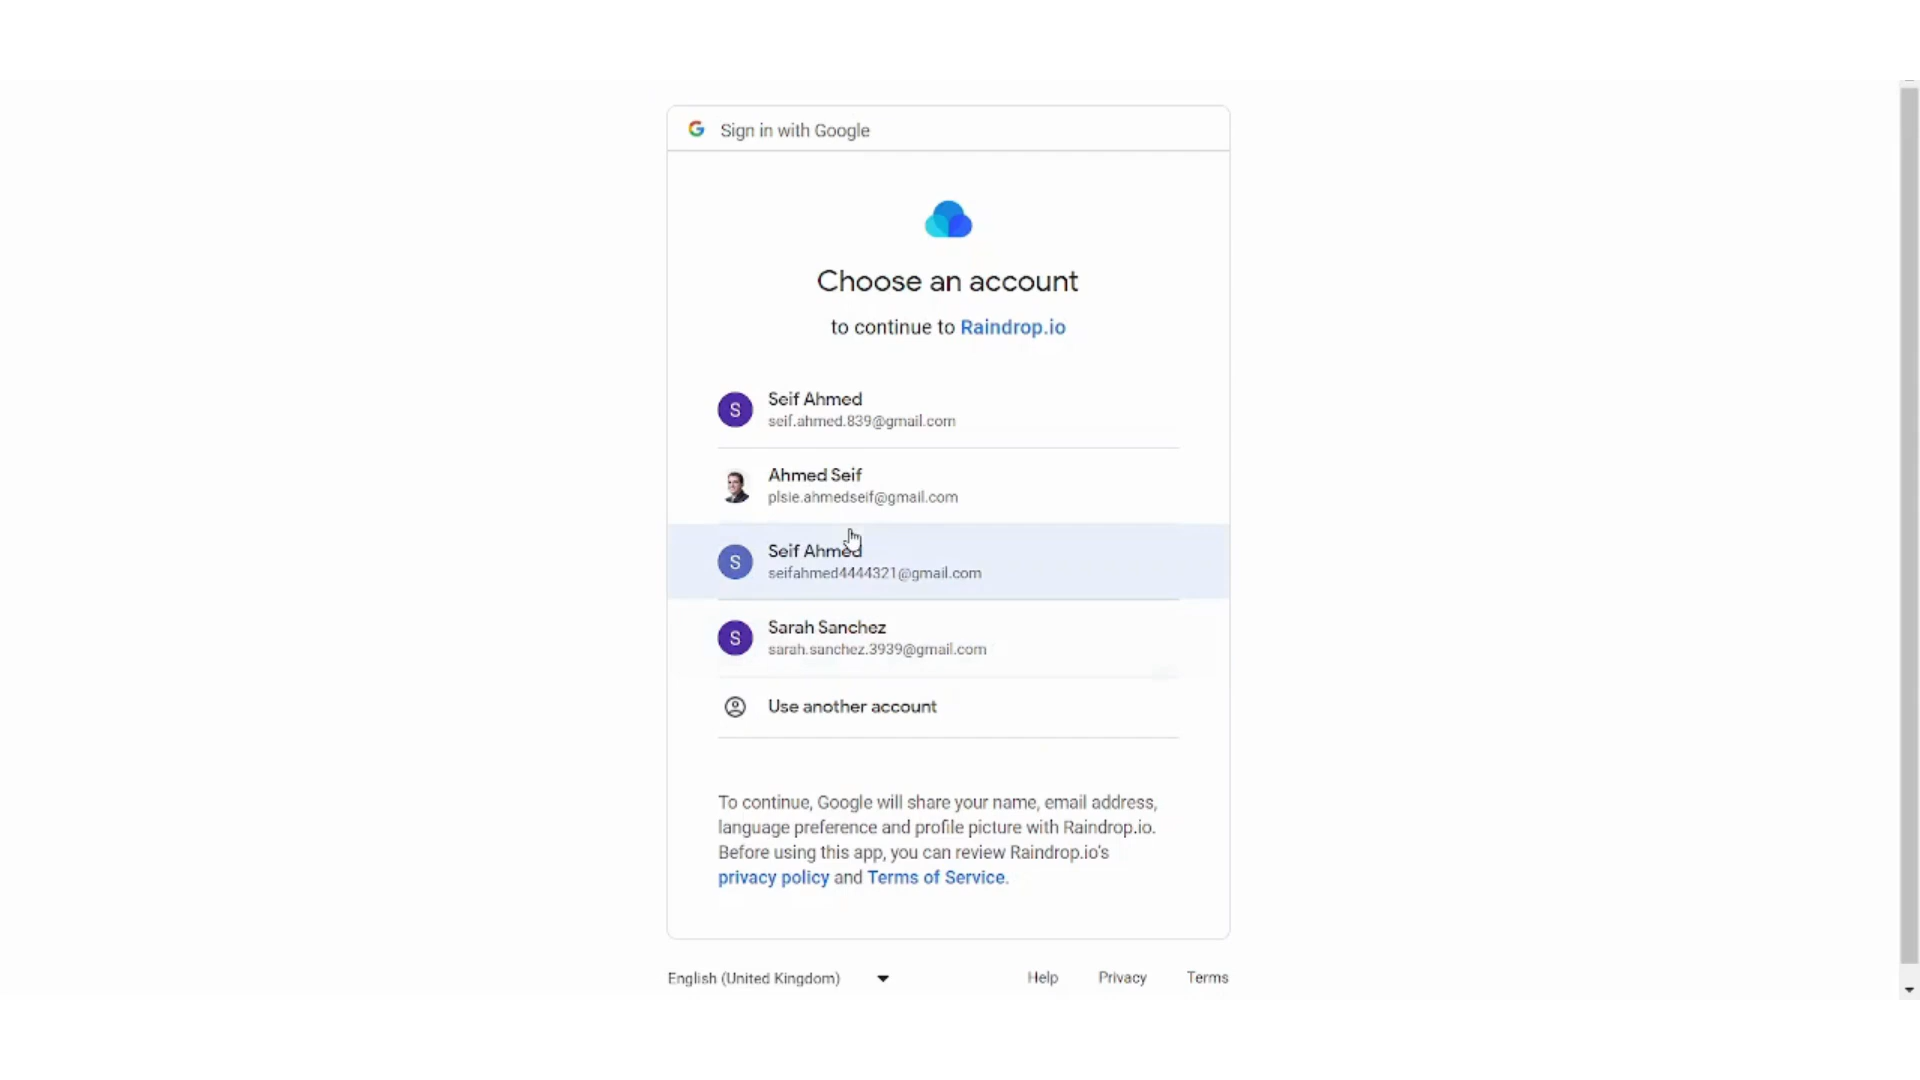 Sign in with Google
Choose an account
to continue to Raindrop.io
S
Seif Ahmed
seif.ahmed.839@gmail.com
Ahmed Seif
plsie.ahmedseif@gmail.com
S
Seif Ahmed
seifahmed4444321@gmail.com
S
Sarah Sanchez
sarah.sanchez.3939@gmail.com
Use another account
To continue, Google will share your name, email address,
language preference and profile picture with Raindrop.io.
Before using this app, you can review Raindrop.io's
privacy policy and Terms of Service.
English (United Kingdom)
Help
Privacy
Terms